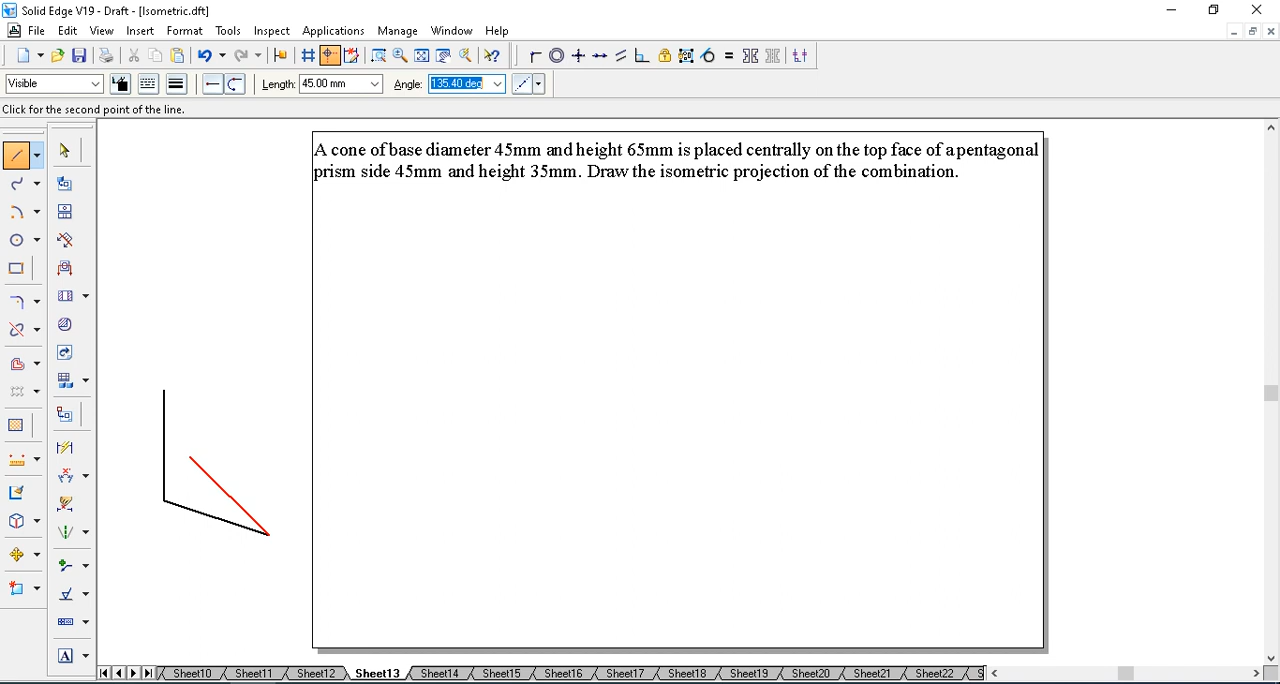 Solid Edge V19 - Draft - [Isometric.dft]
File Edit View Insert Format Tools Inspect Applications Manage Window Help
Visible Length: 45.00 mm Angle: 135.40 deg
Click for the second point of the line.
A cone of base diameter 45mm and height 65mm is placed centrally on the top face of a pentagonal
prism side 45mm and height 35mm. Draw the isometric projection of the combination.
A
Sheet10 Sheet11 Sheet12 Sheet13 Sheet14 Sheet15 Sheet16 Sheet17 Sheet18 Sheet19 Sheet20 Sheet21 Sheet22 S